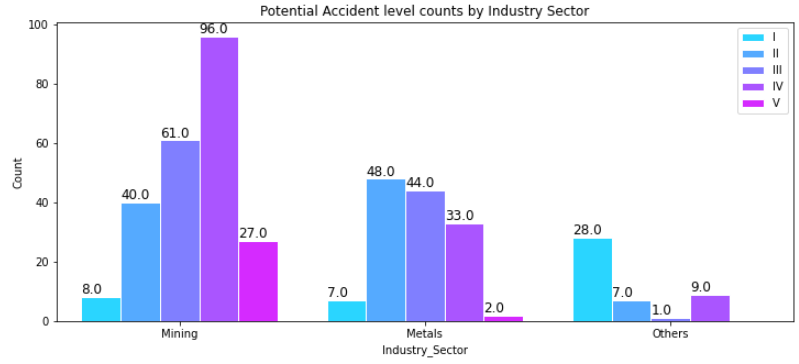 Potential Accident level counts by Industry Sector
100
80
60
40
20
0
Count
8.0
40.0
61.0
96.0
27.0
7.0
48.0
44.0
33.0
2.0
28.0
7.0
1.0
9.0
I
II
III
IV
V
Mining
Metals
Others
Industry_Sector